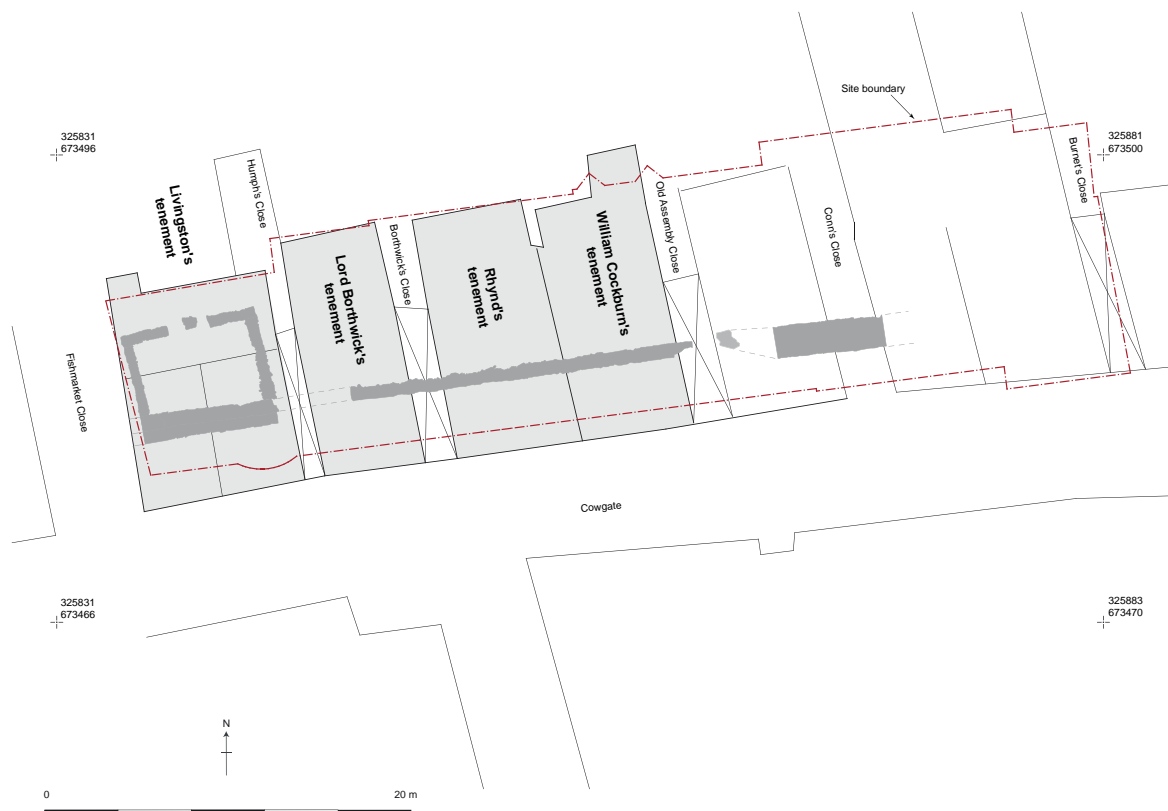 Site boundary
325831
673496
325881
673500
Humph's Close
Burnet's Close
Livingston's
tenement
Old Assembly Close
Conn's Close
Borthwick's Close
William Cockburn's
tenement
Lord Borthwick's
tenement
Rhynd's
tenement
Fishmarket Close
Cowgate
325831
673466
325883
673470
N
0
20 m